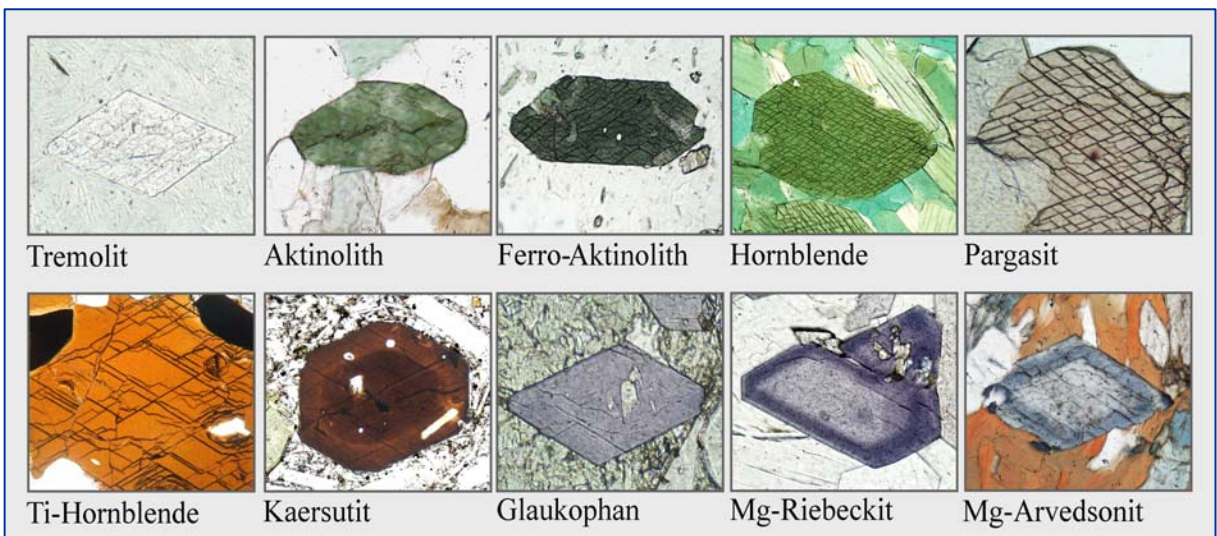 Tremolit
Aktinolith
Ferro-Aktinolith
Hornblende
Pargasit
Ti-Hornblende
Kaersutit
Glaukophan
Mg-Riebeckit
Mg-Arvedsonit